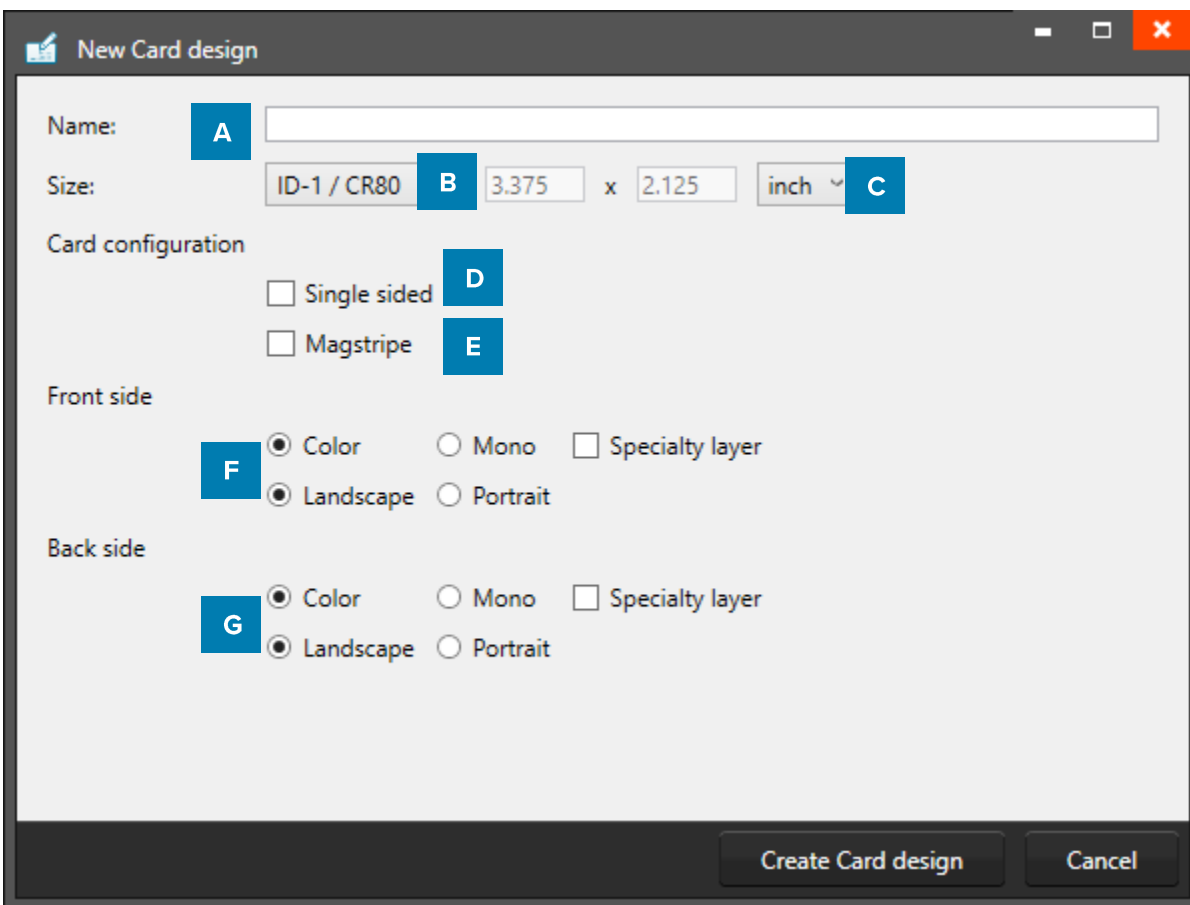 New Card design
Name: A
Size: ID-1 / CR80 B 3.375 x 2.125 inch C
Card configuration
Single sided D
Magstripe E
Front side
F
Color Mono Specialty layer
Landscape Portrait
Back side
G
Color Mono Specialty layer
Landscape Portrait
Create Card design Cancel